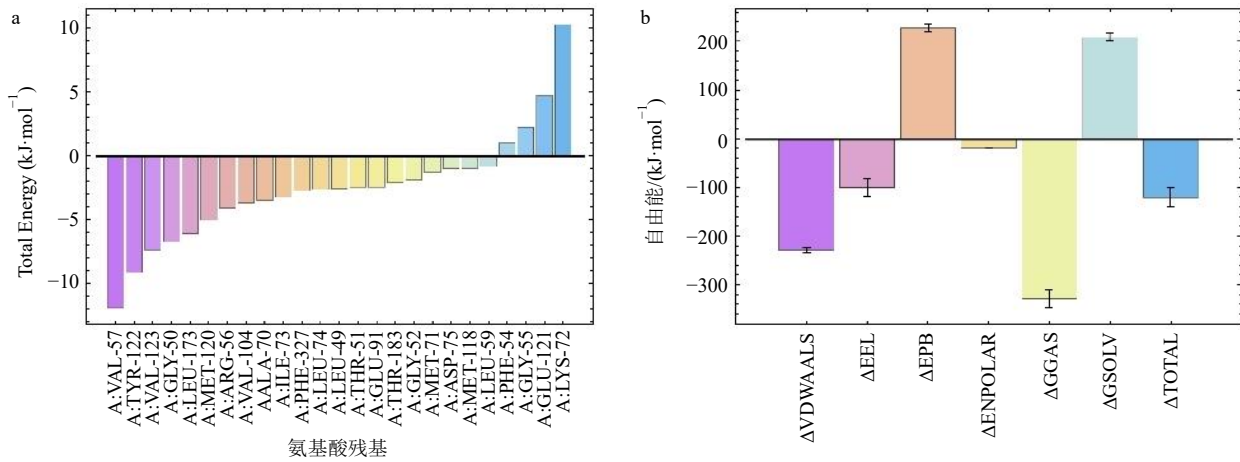 a
Total Energy/(kJ·mol⁻¹)
10
5
0
−5
−10
A:VAL-57
A:TYR-122
A:VAL-123
A:GLY-50
A:LEU-173
A:MET-120
A:ARG-56
A:VAL-104
AALA-70
A:ILE-73
A:PHE-327
A:LEU-74
A:LEU-49
A:THR-51
A:GLU-91
A:THR-183
A:GLY-52
A:MET-71
A:ASP-75
A:MET-118
A:LEU-59
A:PHE-54
A:GLY-55
A:GLU-121
A:LYS-72
氨基酸残基
b
自由能/(kJ·mol⁻¹)
200
100
0
−100
−200
−300
ΔVDWAALS
ΔEEL
ΔEPB
ΔENPOLAR
ΔGGAS
ΔGSOLV
ΔTOTAL